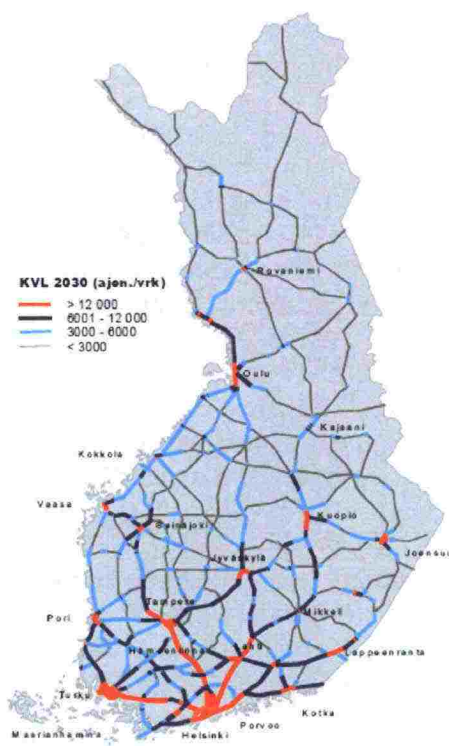 KVL 2030 (ajon./vrk)
> 12 000
6001 - 12 000
3000 - 6000
< 3000
Rovaniemi
Oulu
Kajaani
Kokkola
Vaasa
Seinäjoki
Kuopio
Joensuu
Jyväskylä
Tampere
Mikkeli
Pori
Hämeenlinna
Lahti
Lappeenranta
Turku
Kotka
Porvoo
Maarianhamina
Helsinki